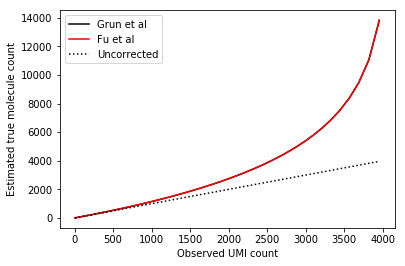 14000
12000
10000
8000
6000
4000
2000
0
Estimated true molecule count
Grun et al
Fu et al
Uncorrected
0 500 1000 1500 2000 2500 3000 3500 4000
Observed UMI count